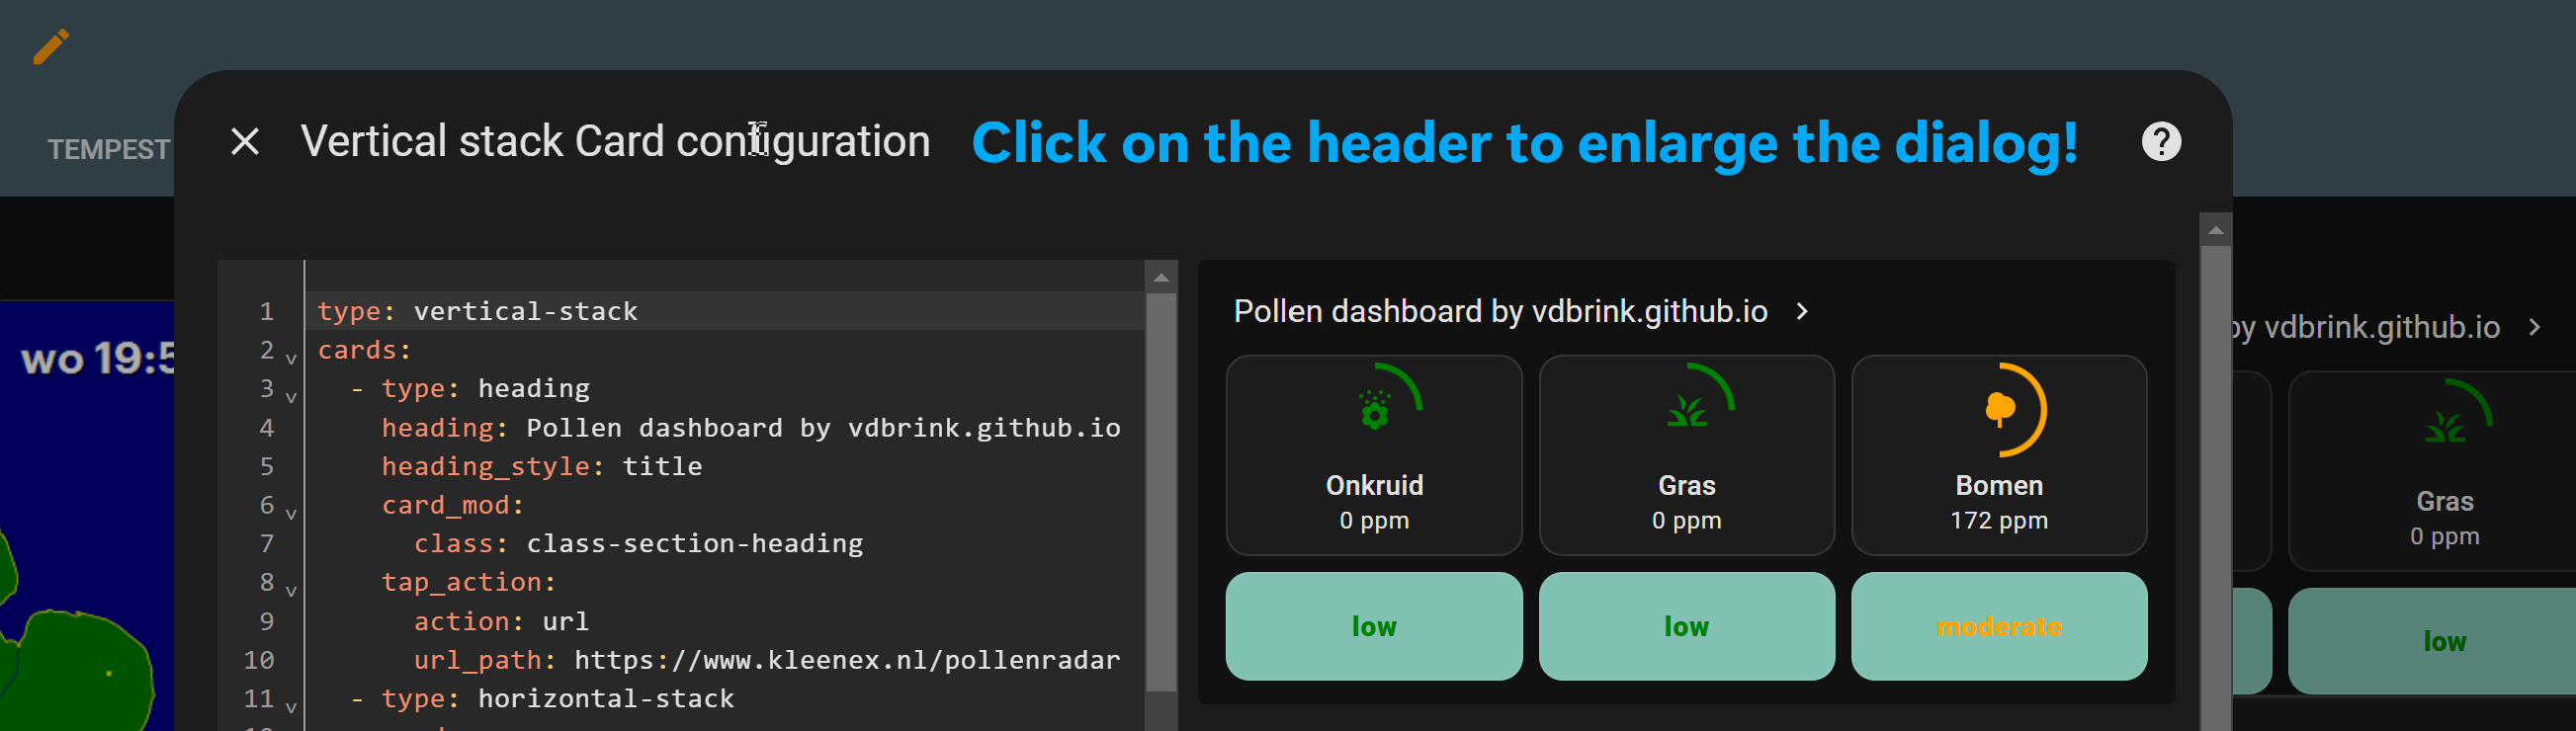 TEMPEST
Vertical stack Card configuration
Click on the header to enlarge the dialog!
?
wo 19:5
1 type: vertical-stack
2 cards:
3 - type: heading
4 heading: Pollen dashboard by vdbrink.github.io
5 heading_style: title
6 card_mod:
7 class: class-section-heading
8 tap_action:
9 action: url
10 url_path: https://www.kleenex.nl/pollenradar
11 - type: horizontal-stack
Pollen dashboard by vdbrink.github.io
Onkruid
0 ppm
Gras
0 ppm
Bomen
172 ppm
low
low
moderate
by vdbrink.github.io
Gras
0 ppm
low